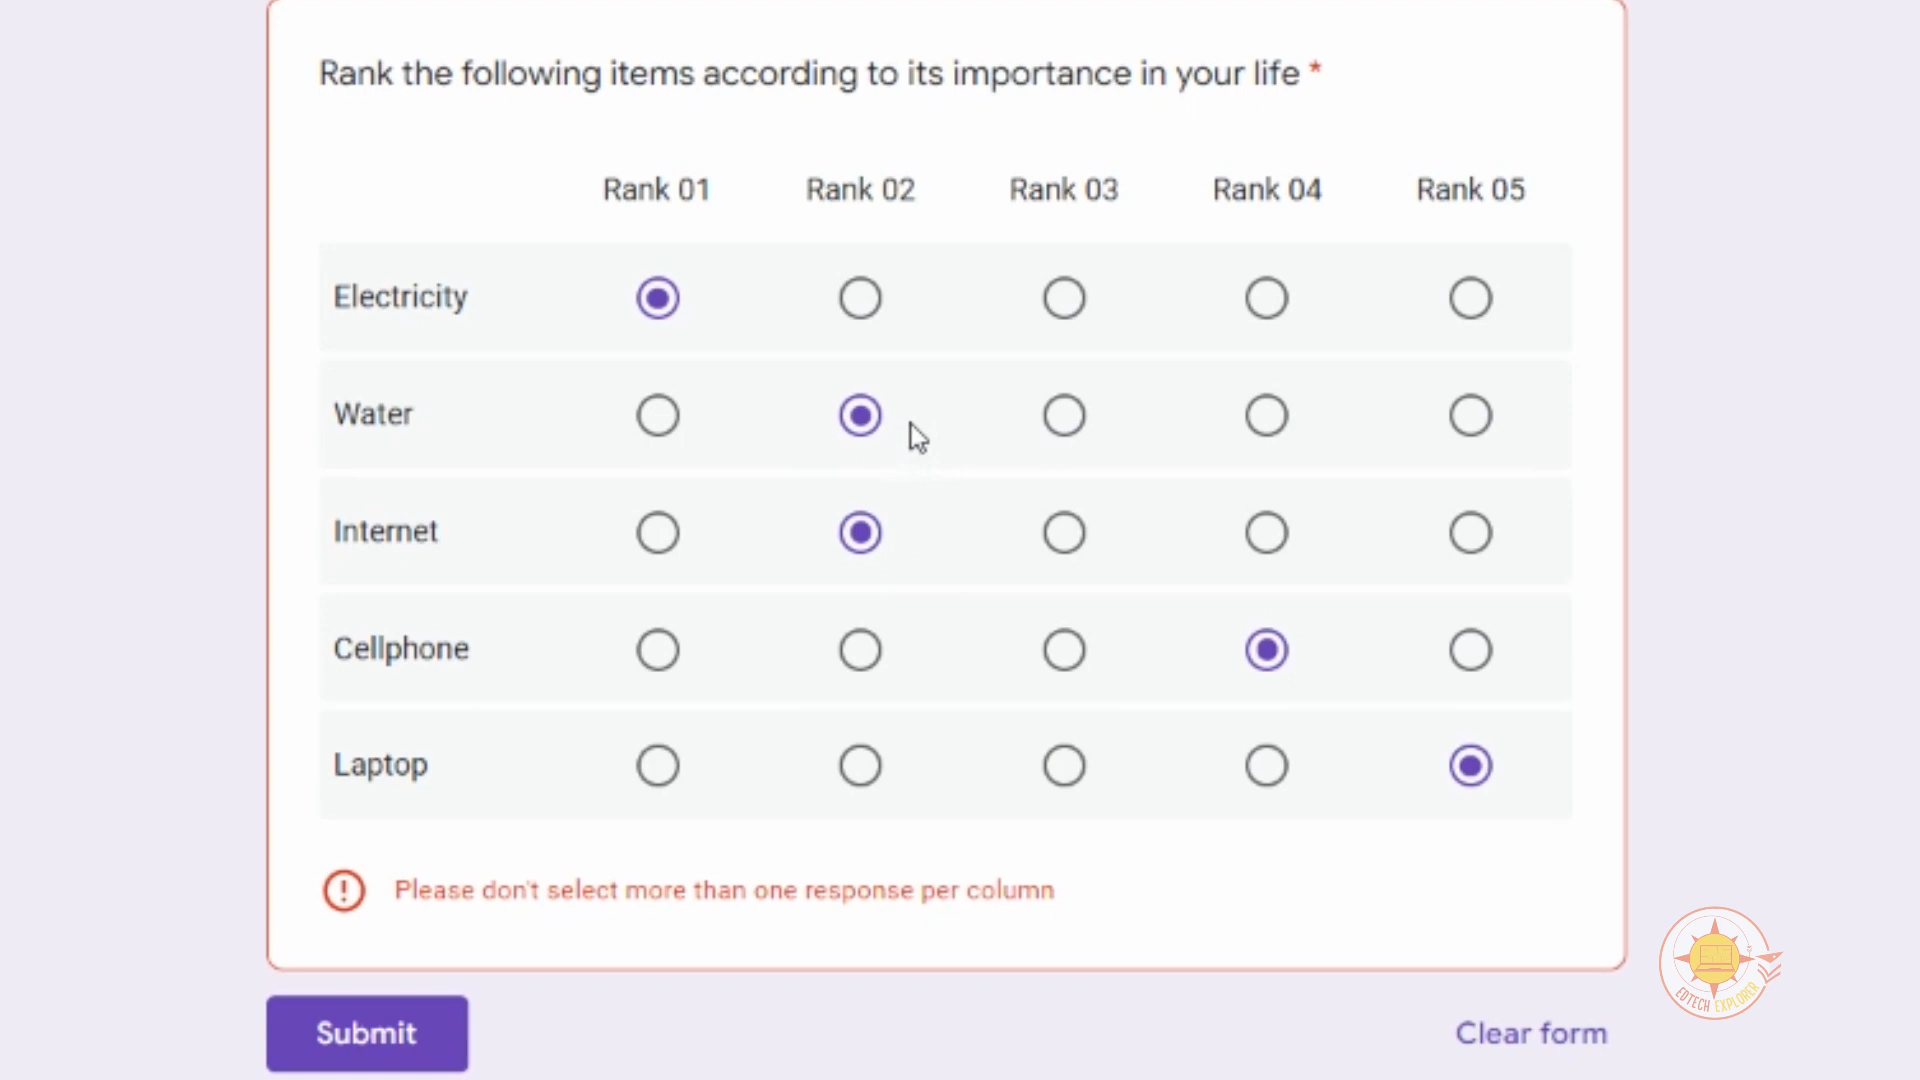 Rank the following items according to its importance in your life *
Rank 01 Rank 02 Rank 03 Rank 04 Rank 05
Electricity
Water
Internet
Cellphone
Laptop
Please don't select more than one response per column
Submit
Clear form
EDTECH EXPLORER